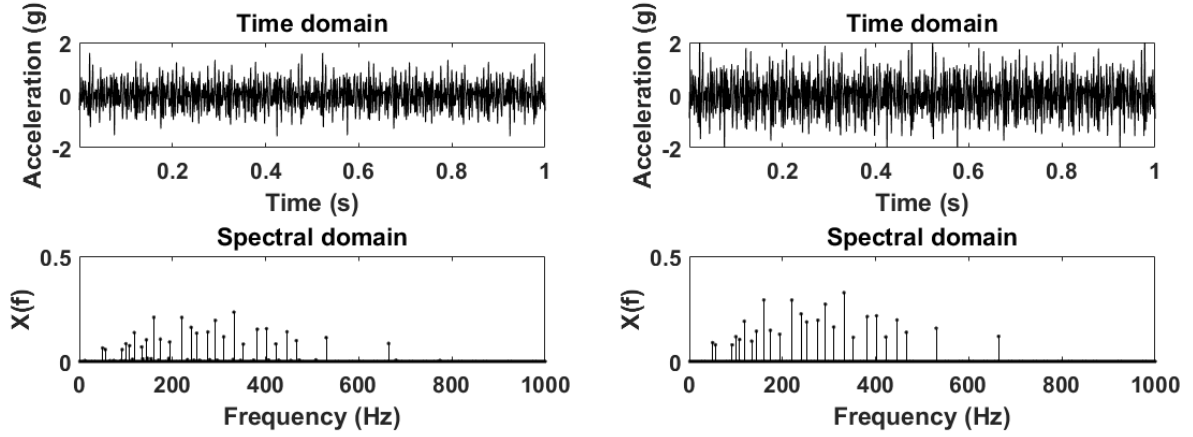 Time domain
Acceleration (g)
2
0
-2
0.2 0.4 0.6 0.8 1
Time (s)
Spectral domain
X(f)
0.5
0
0 200 400 600 800 1000
Frequency (Hz)
Time domain
Acceleration (g)
2
0
-2
0.2 0.4 0.6 0.8 1
Time (s)
Spectral domain
X(f)
0.5
0
0 200 400 600 800 1000
Frequency (Hz)